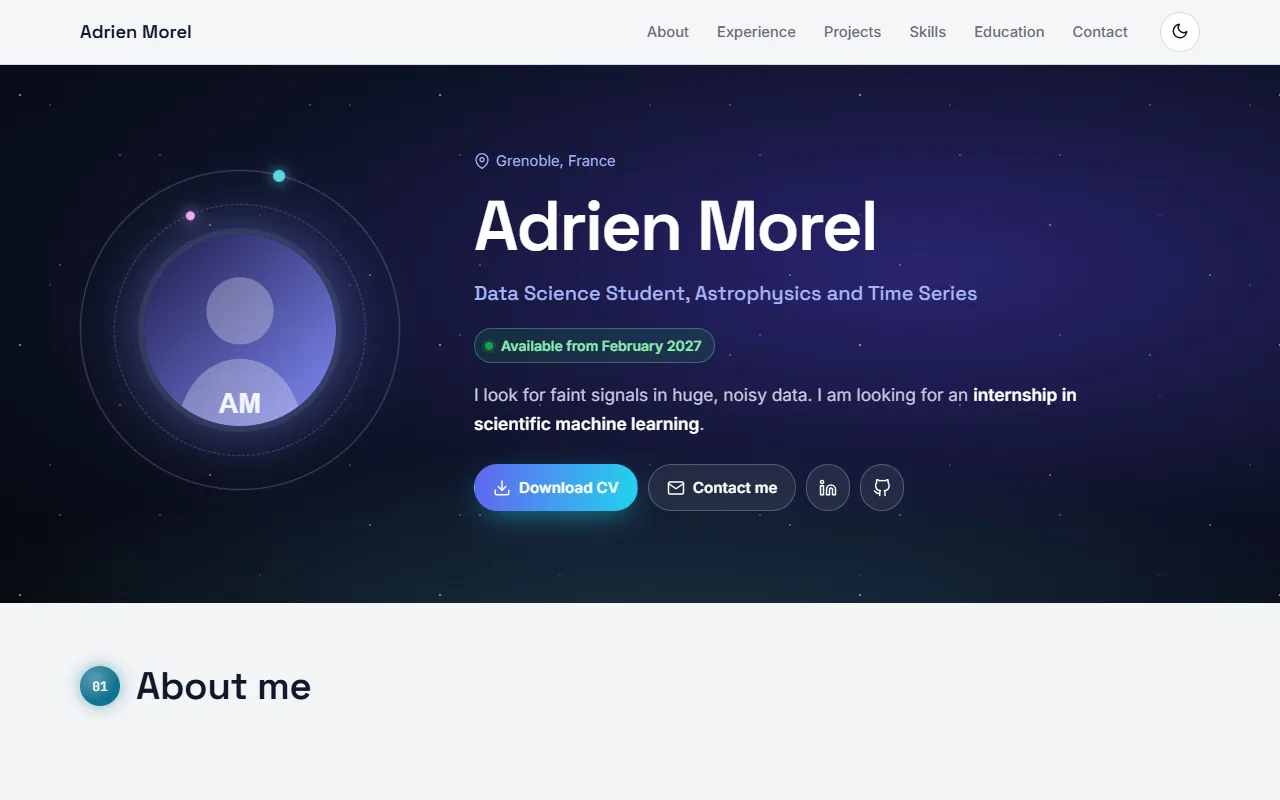 Adrien Morel
About Experience Projects Skills Education Contact
Grenoble, France
Adrien Morel
Data Science Student, Astrophysics and Time Series
Available from February 2027
I look for faint signals in huge, noisy data. I am looking for an internship in
scientific machine learning.
AM
Download CV Contact me
01 About me